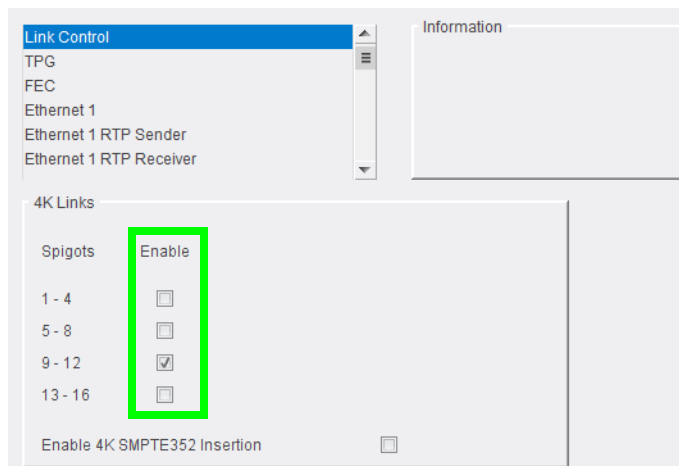 Link Control
TPG
FEC
Ethernet 1
Ethernet 1 RTP Sender
Ethernet 1 RTP Receiver
Information
4K Links
Spigots Enable
1 - 4
5 - 8
9 - 12
13 - 16
Enable 4K SMPTE352 Insertion